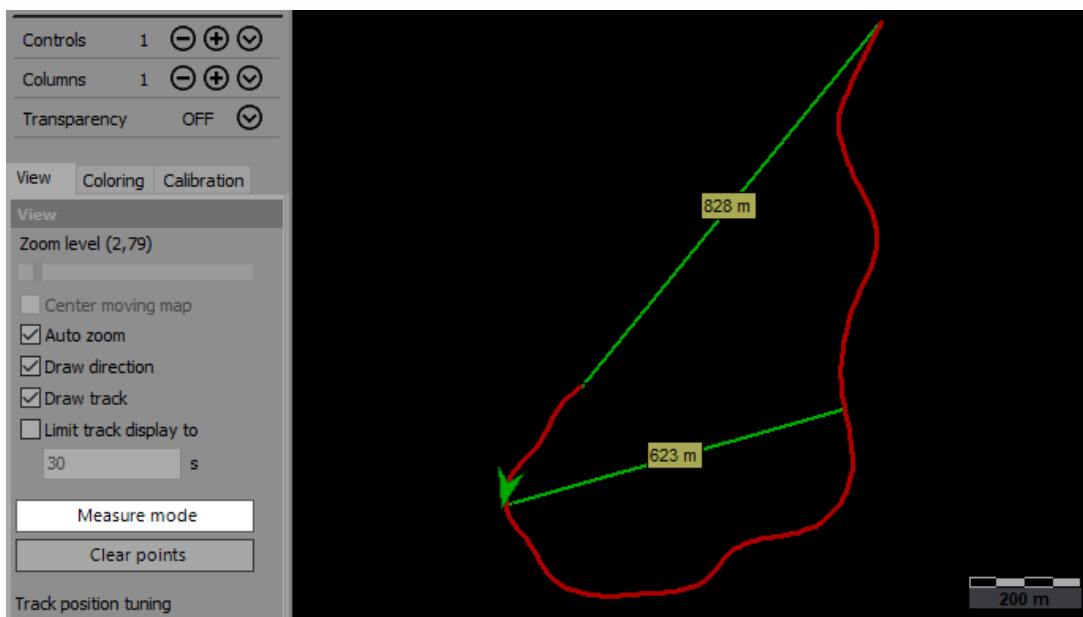 Controls 1
Columns 1
Transparency OFF
View Coloring Calibration
View
Zoom level (2,79)
Center moving map
Auto zoom
Draw direction
Draw track
Limit track display to
30 s
Measure mode
Clear points
Track position tuning
828 m
623 m
200 m